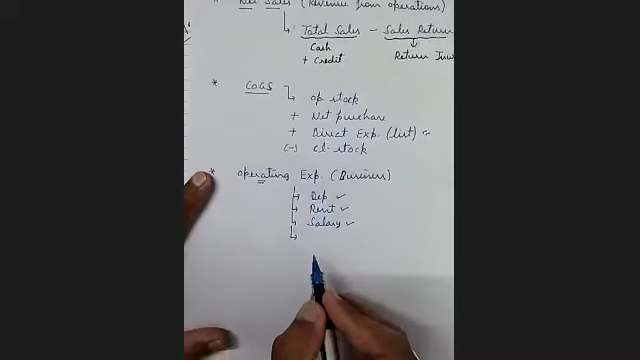 * Net Sales (Revenue from operations)
Total Sales - Sales Return
Cash
+ Credit
Return Inw
* COGS
op stock
+ Net purchase
+ Direct Exp. (list)
(-) cl. stock
* operating Exp. (Business)
Dep ✓
Rent ✓
Salary ✓